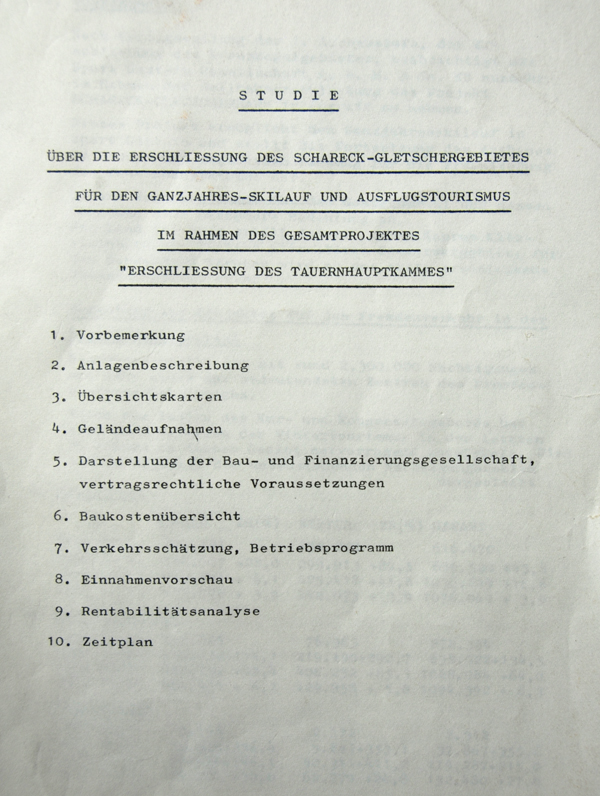 S T U D I E
ÜBER DIE ERSCHLIESSUNG DES SCHARECK-GLETSCHERGEBIETES
FÜR DEN GANZJAHRES-SKILAUF UND AUSFLUGSTOURISMUS
IM RAHMEN DES GESAMTPROJEKTES
"ERSCHLIESSUNG DES TAUERNHAUPTKAMMES"
1. Vorbemerkung
2. Anlagenbeschreibung
3. Übersichtskarten
4. Geländeaufnahmen
5. Darstellung der Bau- und Finanzierungsgesellschaft,
vertragsrechtliche Voraussetzungen
6. Baukostenübersicht
7. Verkehrsschätzung, Betriebsprogramm
8. Einnahmenvorschau
9. Rentabilitätsanalyse
10. Zeitplan